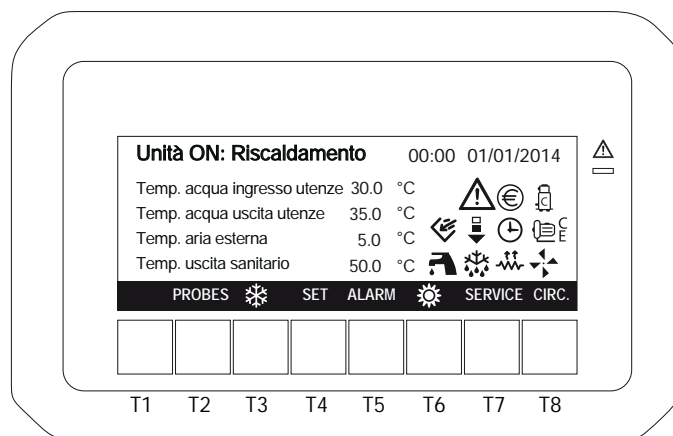 Unità ON: Riscaldamento 00:00 01/01/2014
Temp. acqua ingresso utenze 30.0 °C
Temp. acqua uscita utenze 35.0 °C
Temp. aria esterna 5.0 °C
Temp. uscita sanitario 50.0 °C
€ C
C E
PROBES SET ALARM SERVICE CIRC.
T1 T2 T3 T4 T5 T6 T7 T8